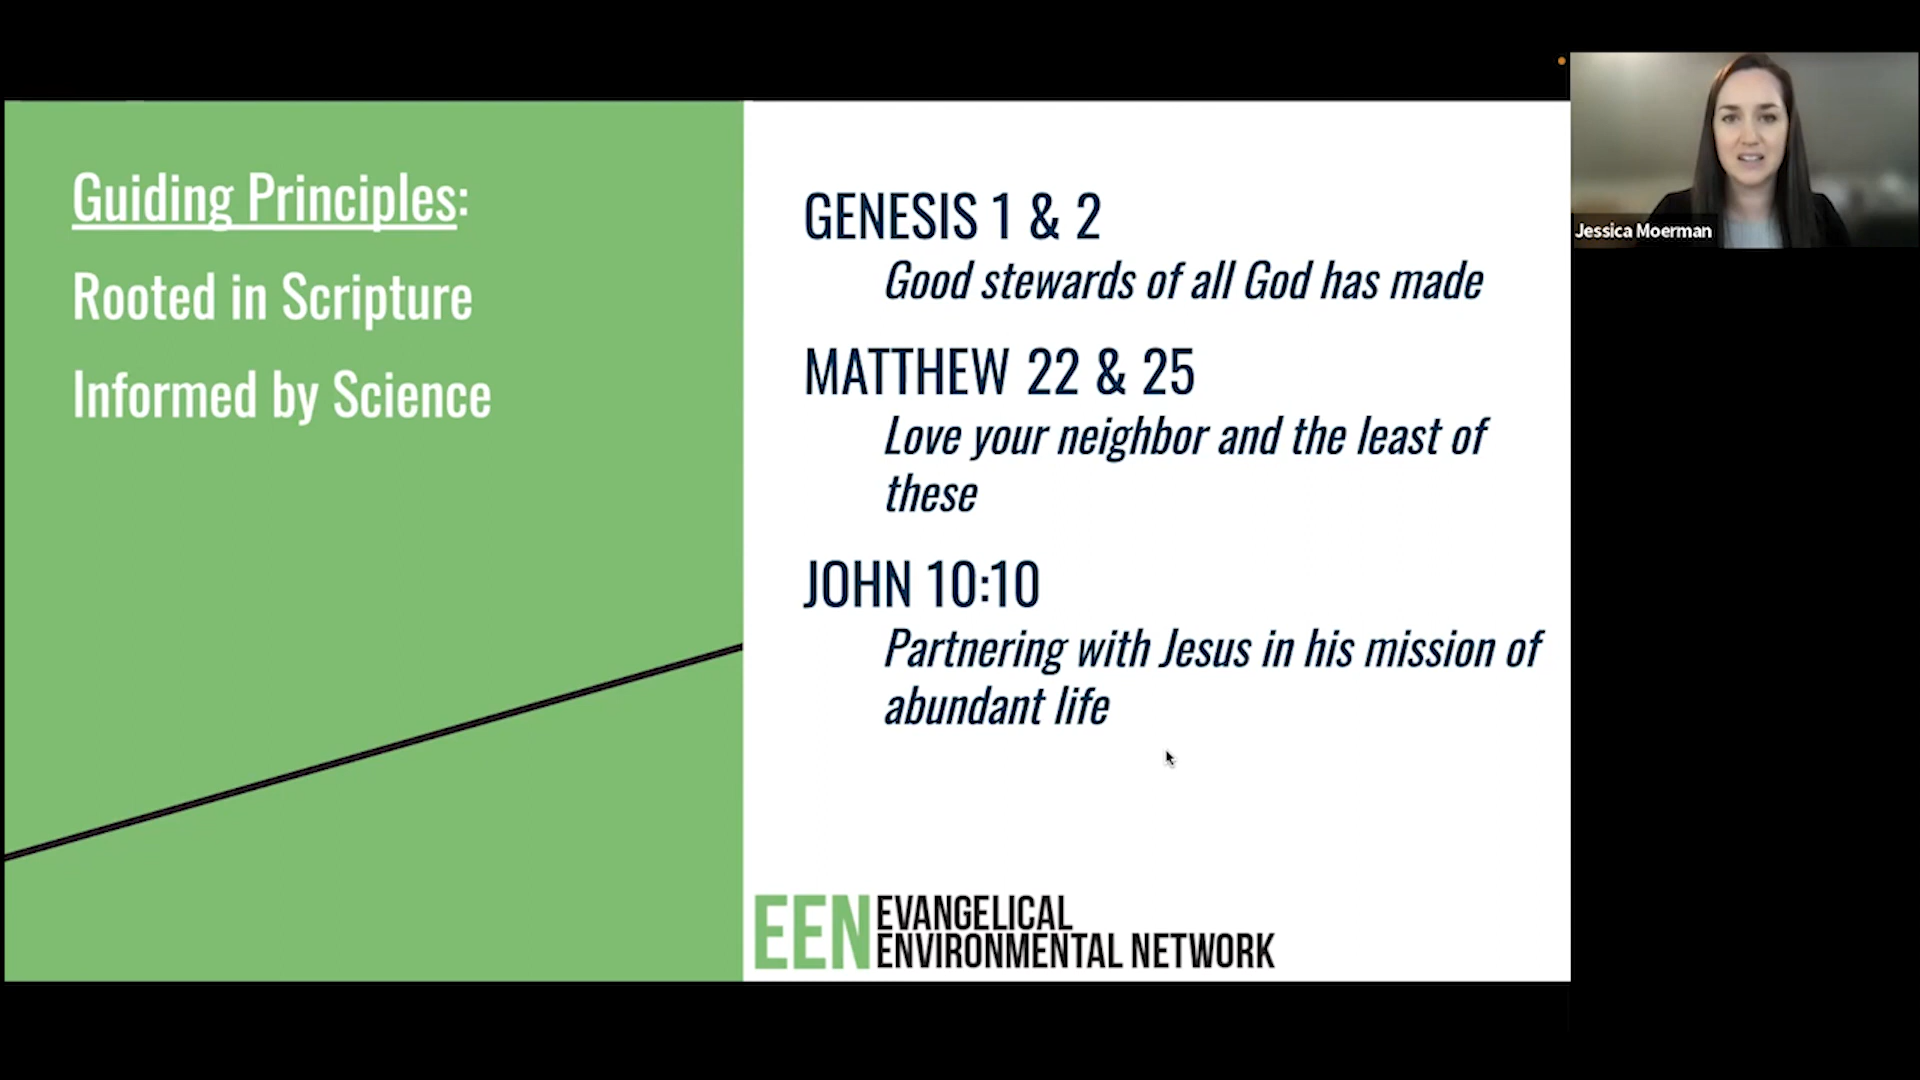 Guiding Principles:
Rooted in Scripture
Informed by Science
GENESIS 1 & 2
Good stewards of all God has made
MATTHEW 22 & 25
Love your neighbor and the least of
these
JOHN 10:10
Partnering with Jesus in his mission of
abundant life
EEN EVANGELICAL
ENVIRONMENTAL NETWORK
Jessica Moerman